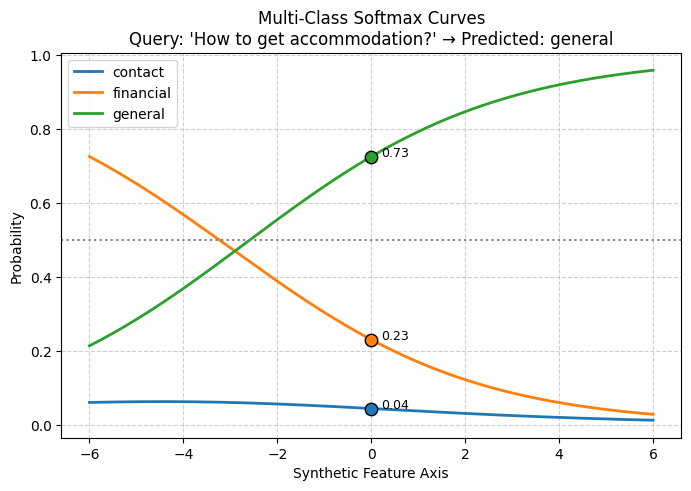 Multi-Class Softmax Curves
Query: 'How to get accommodation?' → Predicted: general
contact
financial
general
Probability
1.0
0.8
0.6
0.4
0.2
0.0
0.73
0.23
0.04
−6
−4
−2
0
2
4
6
Synthetic Feature Axis